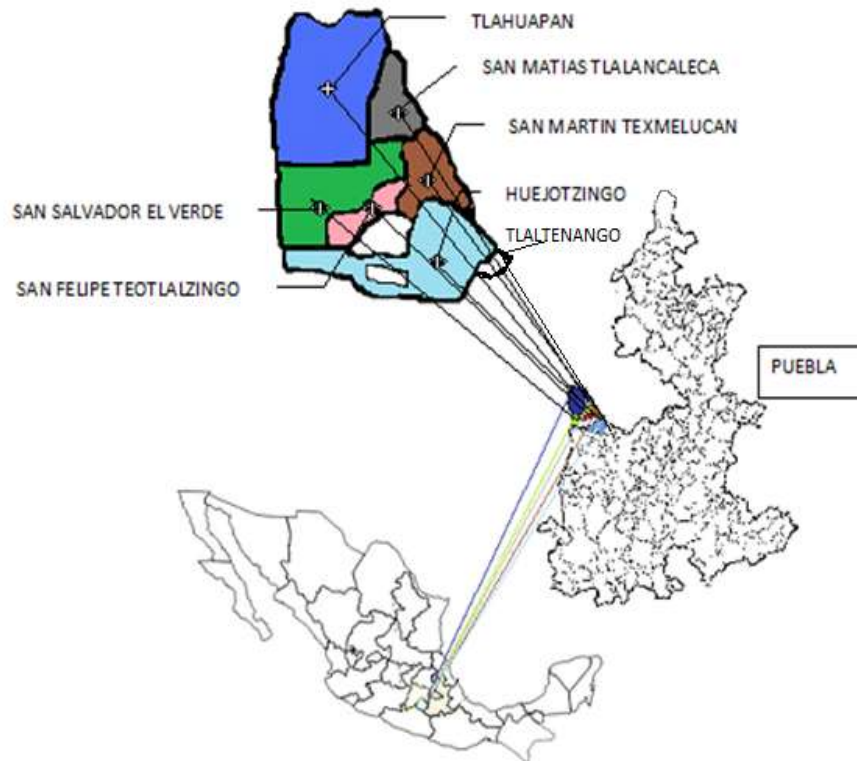 TLAHUAPAN
SAN MATIAS TLALANCALECA
SAN MARTIN TEXMELUCAN
HUEJOTZINGO
SAN SALVADOR EL VERDE
TLALTENANGO
SAN FELIPE TEOTLALZINGO
PUEBLA